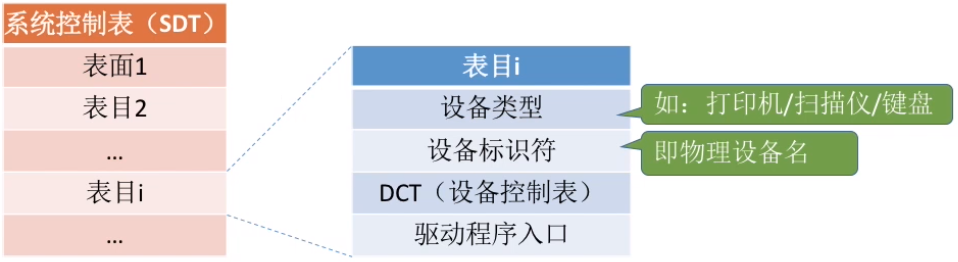 系统控制表（SDT）
表面1
表目2
...
表目i
...
表目i
设备类型
设备标识符
DCT（设备控制表）
驱动程序入口
如：打印机/扫描仪/键盘
即物理设备名